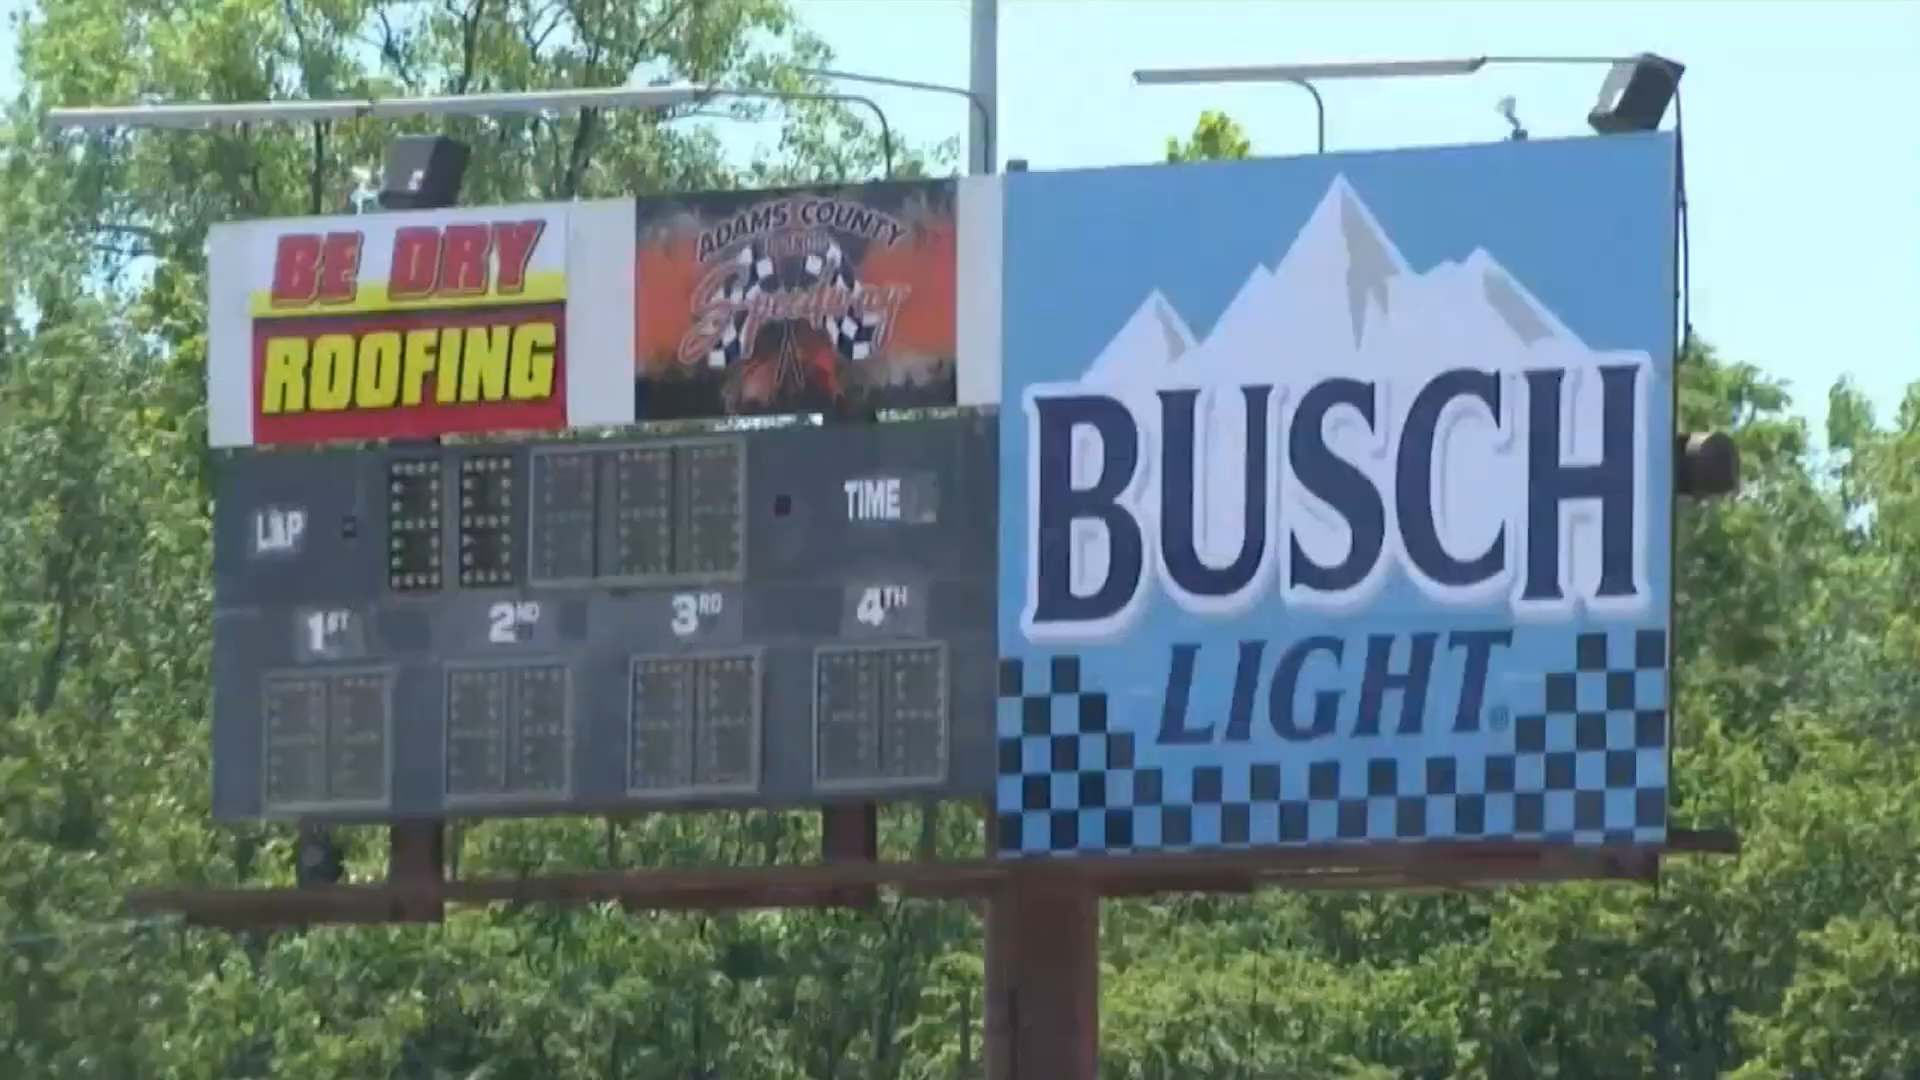 BE DRY
ROOFING
ADAMS COUNTY
Speedway
LAP
TIME
1ST
2ND
3RD
4TH
BUSCH
LIGHT